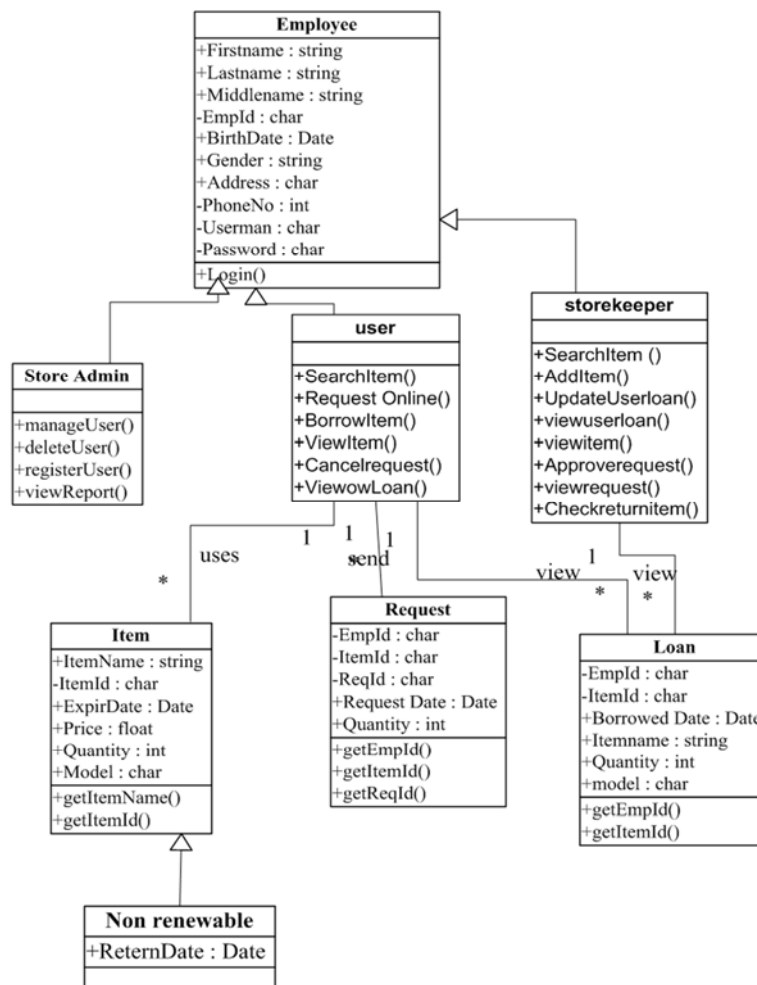 Employee
+Firstname : string
+Lastname : string
+Middlename : string
-EmpId : char
+BirthDate : Date
+Gender : string
+Address : char
-PhoneNo : int
-Userman : char
-Password : char
+Login()
Store Admin
+manageUser()
+deleteUser()
+registerUser()
+viewReport()
user
+SearchItem()
+Request Online()
+BorrowItem()
+ViewItem()
+Cancelrequest()
+ViewowLoan()
storekeeper
+SearchItem ()
+AddItem()
+UpdateUserloan()
+viewuserloan()
+viewitem()
+Approverequest()
+viewrequest()
+Checkreturnitem()
1
uses
*
1
*
send
1
view
*
1
view
*
Item
+ItemName : string
-ItemId : char
+ExpirDate : Date
+Price : float
+Quantity : int
+Model : char
+getItemName()
+getItemId()
Request
-EmpId : char
-ItemId : char
-ReqId : char
+Request Date : Date
+Quantity : int
+getEmpId()
+getItemId()
+getReqId()
Loan
-EmpId : char
-ItemId : char
+Borrowed Date : Date
+Itemname : string
+Quantity : int
+model : char
+getEmpId()
+getItemId()
Non renewable
+ReternDate : Date